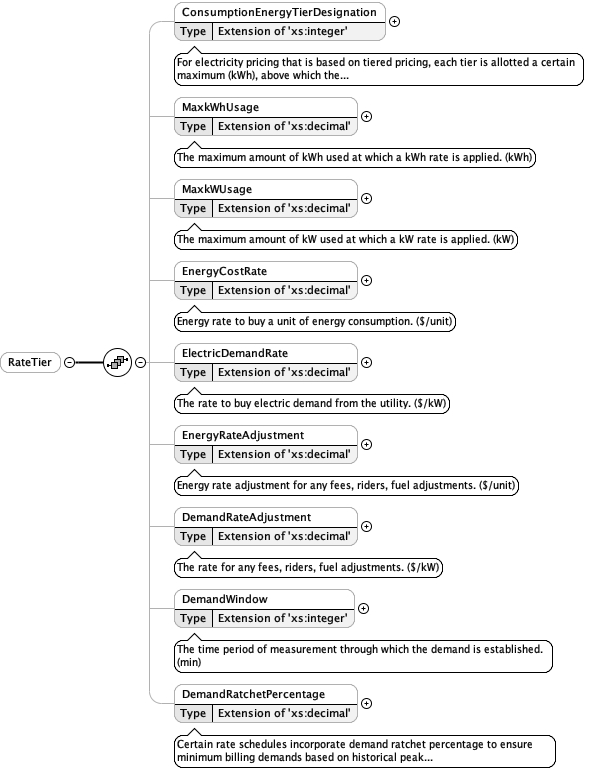 ConsumptionEnergyTierDesignation
Type Extension of 'xs:integer'
For electricity pricing that is based on tiered pricing, each tier is allotted a certain
maximum (kWh), above which the...
MaxkWhUsage
Type Extension of 'xs:decimal'
The maximum amount of kWh used at which a kWh rate is applied. (kWh)
MaxkWUsage
Type Extension of 'xs:decimal'
The maximum amount of kW used at which a kW rate is applied. (kW)
EnergyCostRate
Type Extension of 'xs:decimal'
Energy rate to buy a unit of energy consumption. ($/unit)
RateTier
ElectricDemandRate
Type Extension of 'xs:decimal'
The rate to buy electric demand from the utility. ($/kW)
EnergyRateAdjustment
Type Extension of 'xs:decimal'
Energy rate adjustment for any fees, riders, fuel adjustments. ($/unit)
DemandRateAdjustment
Type Extension of 'xs:decimal'
The rate for any fees, riders, fuel adjustments. ($/kW)
DemandWindow
Type Extension of 'xs:integer'
The time period of measurement through which the demand is established.
(min)
DemandRatchetPercentage
Type Extension of 'xs:decimal'
Certain rate schedules incorporate demand ratchet percentage to ensure
minimum billing demands based on historical peak...